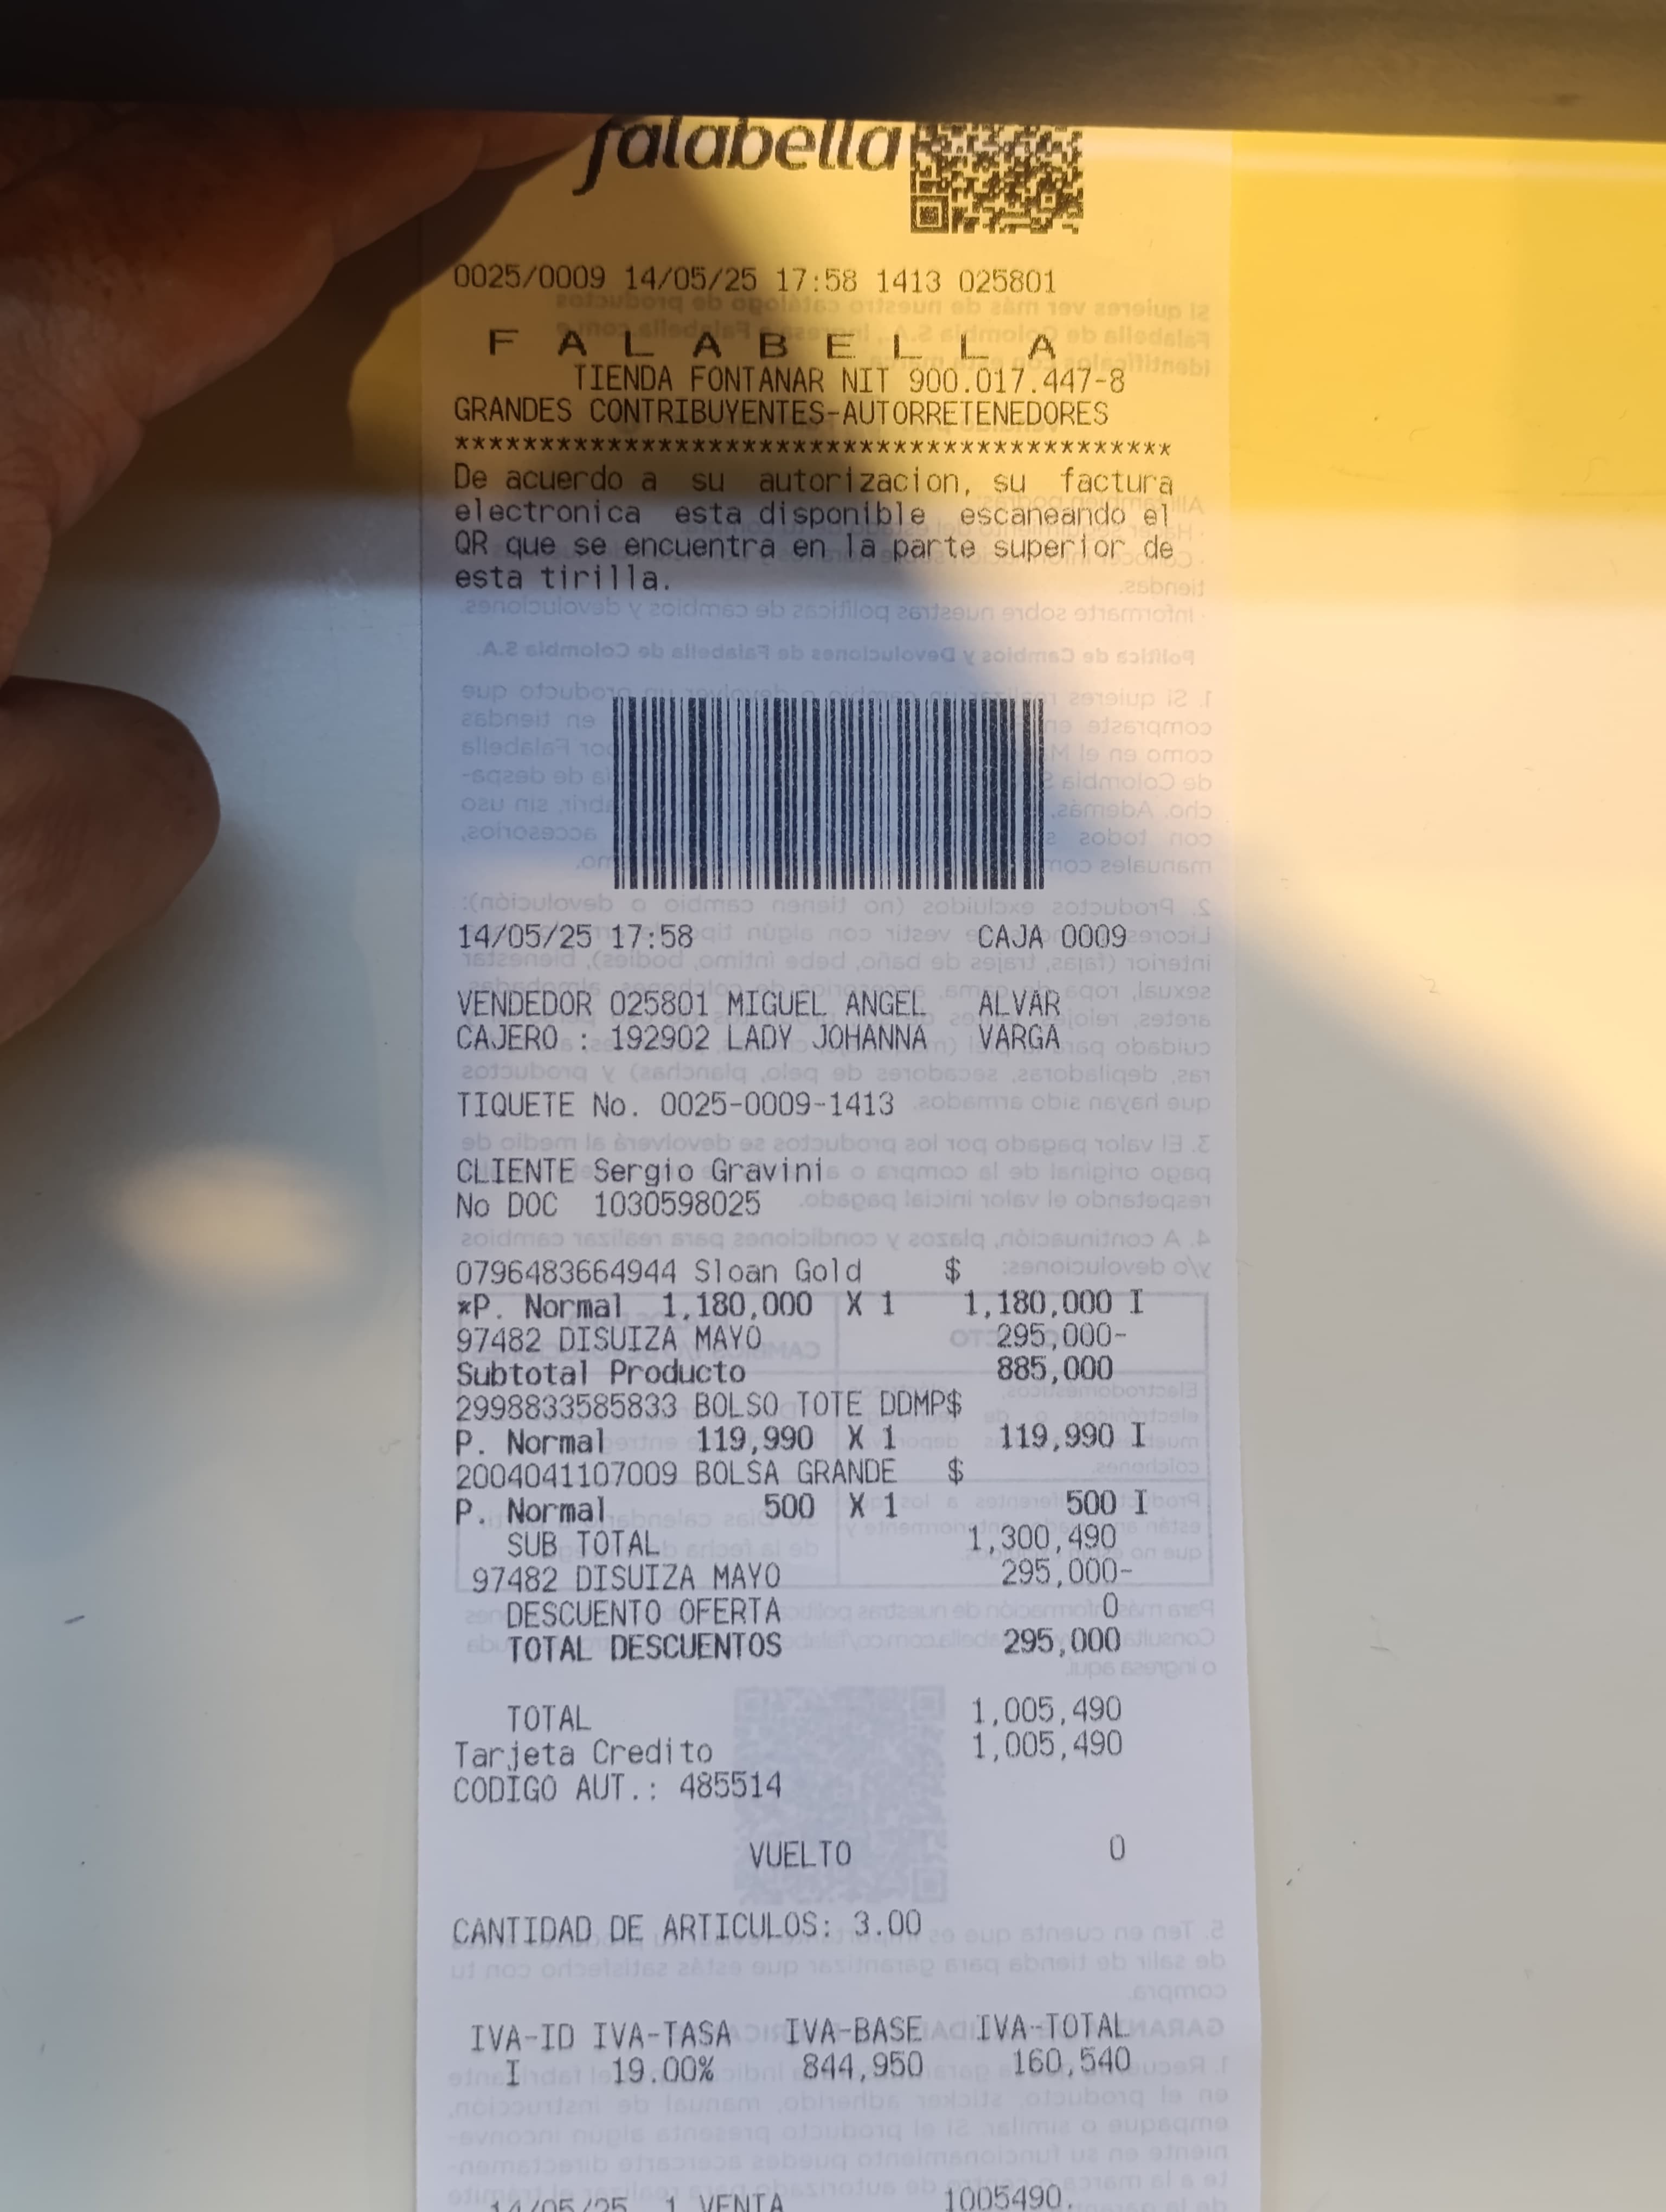 falabella
0025/0009 14/05/25 17:58 1413 025801
F A L A B E L L A
TIENDA FONTANAR NIT 900.017.447-8
GRANDES CONTRIBUYENTES-AUTORRETENEDORES
*******************************************
De acuerdo a su autorizacion, su factura
electronica esta disponible escaneando el
QR que se encuentra en la parte superior de
esta tirilla.
14/05/25 17:58 CAJA 0009
VENDEDOR 025801 MIGUEL ANGEL ALVAR
CAJERO : 192902 LADY JOHANNA VARGA
TIQUETE No. 0025-0009-1413
CLIENTE Sergio Gravini
No DOC 1030598025
0796483664944 Sloan Gold $
*P. Normal 1,180,000 X 1 1,180,000 I
97482 DISUIZA MAYO 295,000-
Subtotal Producto 885,000
2998833585833 BOLSO TOTE DDMP$
P. Normal 119,990 X 1 119,990 I
2004041107009 BOLSA GRANDE $
P. Normal 500 X 1 500 I
SUB TOTAL 1,300,490
97482 DISUIZA MAYO 295,000-
DESCUENTO OFERTA 0
TOTAL DESCUENTOS 295,000
TOTAL 1,005,490
Tarjeta Credito 1,005,490
CODIGO AUT.: 485514
VUELTO 0
CANTIDAD DE ARTICULOS: 3.00
IVA-ID IVA-TASA IVA-BASE IVA-TOTAL
I 19.00% 844,950 160,540
14/05/25 1 VENTA 1005490.